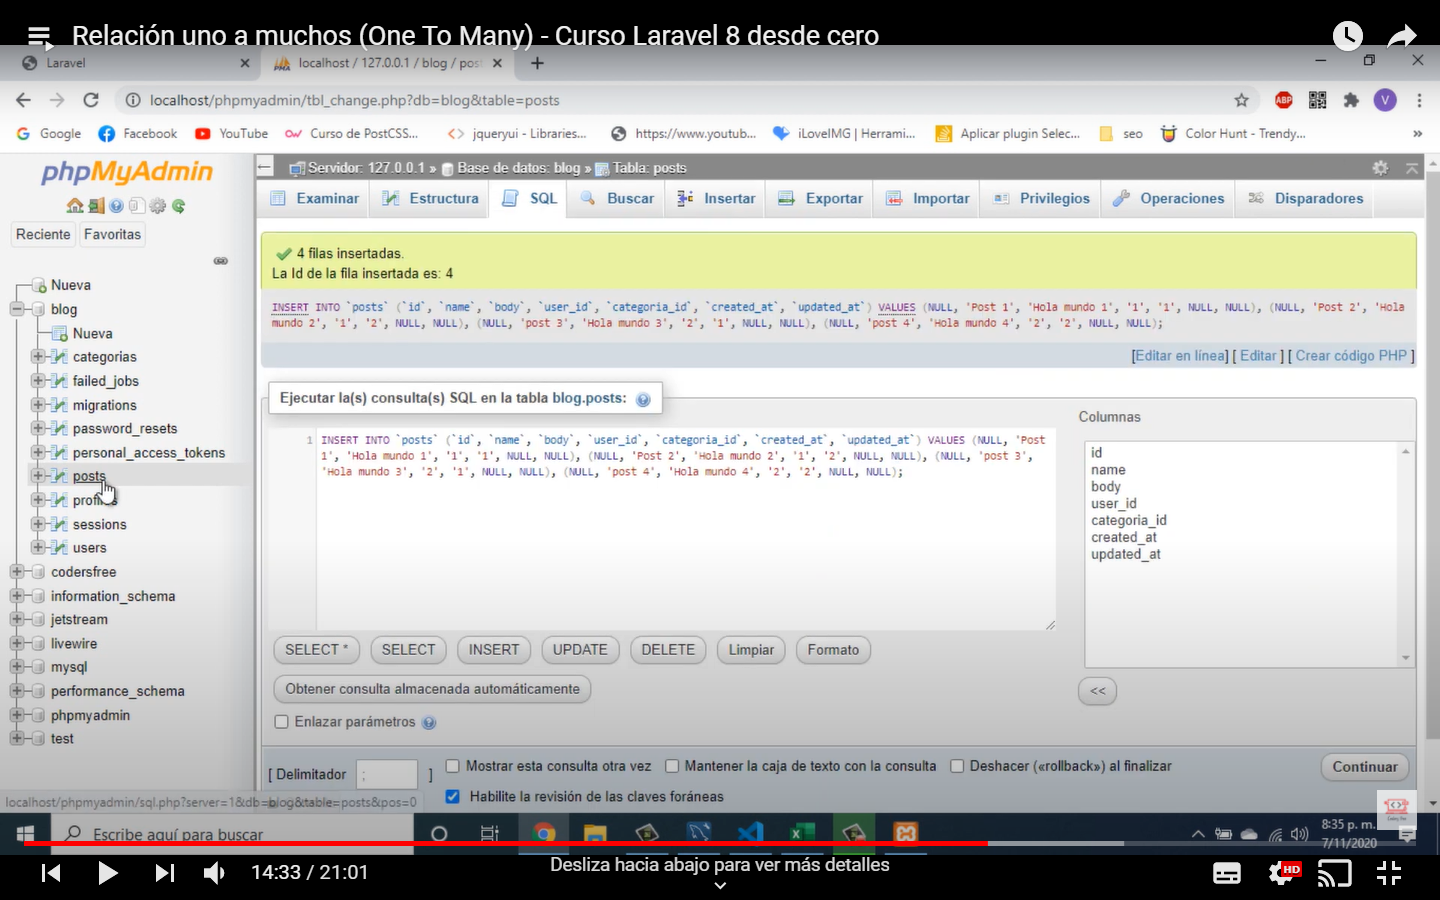 Relación uno a muchos (One To Many) - Curso Laravel 8 desde cero
Laravel
localhost / 127.0.0.1 / blog / pos
localhost/phpmyadmin/tbl_change.php?db=blog&table=posts
ABP
V
Google
Facebook
YouTube
Curso de PostCSS...
jqueryui - Libraries...
https://www.youtub...
iLoveIMG | Herrami...
Aplicar plugin Selec...
seo
Color Hunt - Trendy...
»
phpMyAdmin
Reciente
Favoritas
Nueva
blog
Nueva
categorias
failed_jobs
migrations
password_resets
personal_access_tokens
posts
sessions
users
codersfree
information_schema
jetstream
livewire
mysql
performance_schema
phpmyadmin
test
localhost/phpmyadmin/sql.php?server=1&db=blog&table=posts&pos=0
Servidor: 127.0.0.1 » Base de datos: blog » Tabla: posts
Examinar
Estructura
SQL
Buscar
Insertar
Exportar
Importar
Privilegios
Operaciones
Disparadores
4 filas insertadas.
La Id de la fila insertada es: 4
INSERT INTO `posts` (`id`, `name`, `body`, `user_id`, `categoria_id`, `created_at`, `updated_at`) VALUES (NULL, 'Post 1', 'Hola mundo 1', '1', '1', NULL, NULL), (NULL, 'Post 2', 'Hola
mundo 2', '1', '2', NULL, NULL), (NULL, 'post 3', 'Hola mundo 3', '2', '1', NULL, NULL), (NULL, 'post 4', 'Hola mundo 4', '2', '2', NULL, NULL);
[Editar en línea] [ Editar ] [ Crear código PHP ]
Ejecutar la(s) consulta(s) SQL en la tabla blog.posts:
1 INSERT INTO `posts` (`id`, `name`, `body`, `user_id`, `categoria_id`, `created_at`, `updated_at`) VALUES (NULL, 'Post
1', 'Hola mundo 1', '1', '1', NULL, NULL), (NULL, 'Post 2', 'Hola mundo 2', '1', '2', NULL, NULL), (NULL, 'post 3',
'Hola mundo 3', '2', '1', NULL, NULL), (NULL, 'post 4', 'Hola mundo 4', '2', '2', NULL, NULL);
Columnas
id
name
body
user_id
categoria_id
created_at
updated_at
SELECT *
SELECT
INSERT
UPDATE
DELETE
Limpiar
Formato
Obtener consulta almacenada automáticamente
<<
Enlazar parámetros
[ Delimitador ; ]
Mostrar esta consulta otra vez
Mantener la caja de texto con la consulta
Deshacer («rollback») al finalizar
Continuar
Habilite la revisión de las claves foráneas
Escribe aquí para buscar
8:35 p. m.
7/11/2020
14:33 / 21:01
Desliza hacia abajo para ver más detalles
HD